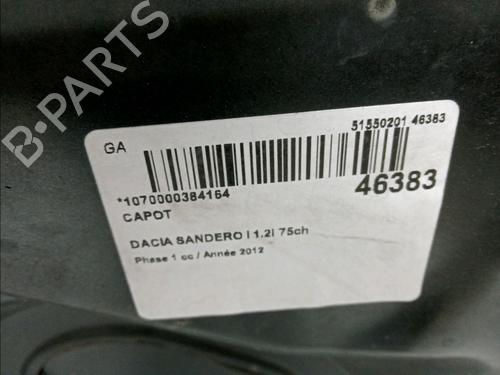 B-PARTS
GA
51550201 46383
*1070000384164
46383
CAPOT
DACIA SANDERO I 1.2i 75ch
Phase 1 cc / Année 2012